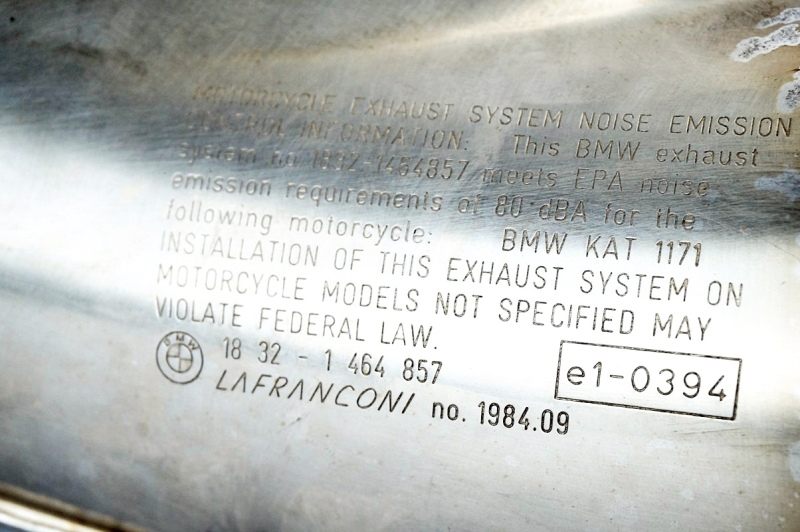 MOTORCYCLE EXHAUST SYSTEM NOISE EMISSION
CONTROL INFORMATION: This BMW exhaust
system no 1832-1464857 meets EPA noise
emission requirements of 80 dBA for the
following motorcycle: BMW KAT 1171
INSTALLATION OF THIS EXHAUST SYSTEM ON
MOTORCYCLE MODELS NOT SPECIFIED MAY
VIOLATE FEDERAL LAW.
BMW
18 32 - 1 464 857
e1-0394
LAFRANCONI no. 1984.09